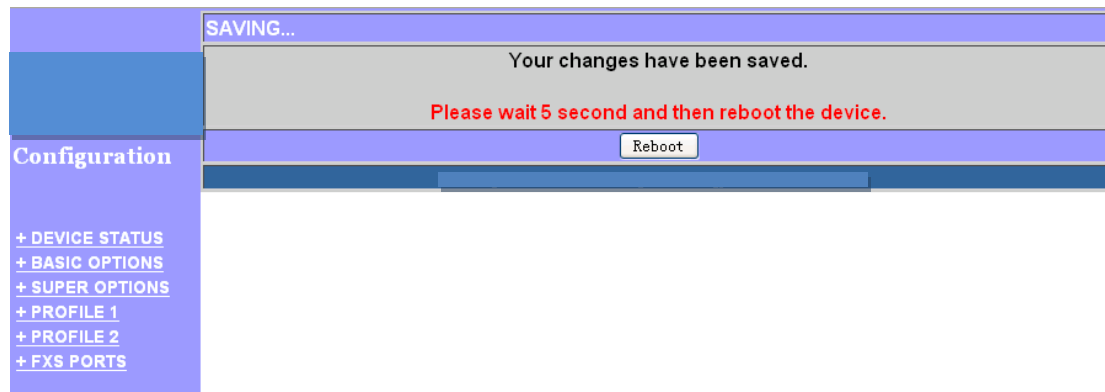 SAVING...
Your changes have been saved.
Please wait 5 second and then reboot the device.
Reboot
Configuration
+ DEVICE STATUS
+ BASIC OPTIONS
+ SUPER OPTIONS
+ PROFILE 1
+ PROFILE 2
+ FXS PORTS